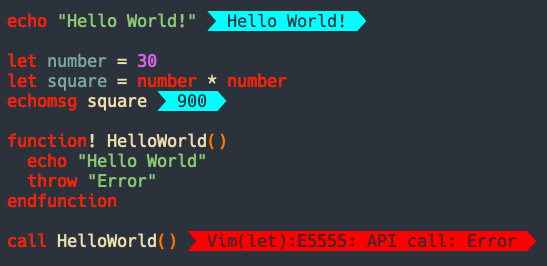 echo "Hello World!" Hello World!
let number = 30
let square = number * number
echomsg square 900
function! HelloWorld()
echo "Hello World"
throw "Error"
endfunction
call HelloWorld() Vim(let):E5555: API call: Error